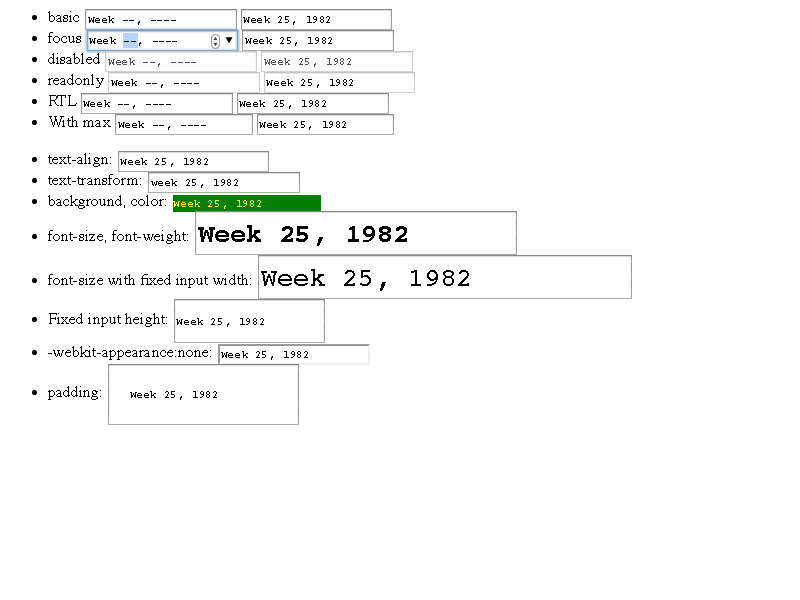 basic Week --, ---- Week 25, 1982
focus Week --, ---- Week 25, 1982
disabled Week --, ---- Week 25, 1982
readonly Week --, ---- Week 25, 1982
RTL Week --, ---- Week 25, 1982
With max Week --, ---- Week 25, 1982
text-align: Week 25, 1982
text-transform: week 25, 1982
background, color: Week 25, 1982
font-size, font-weight: Week 25, 1982
font-size with fixed input width: Week 25, 1982
Fixed input height: Week 25, 1982
-webkit-appearance:none: Week 25, 1982
padding: Week 25, 1982